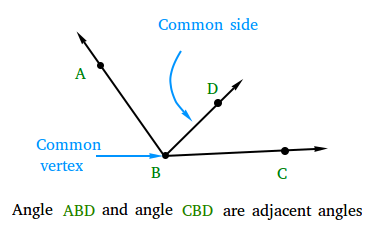 Common side
A
D
Common
vertex
B
C
Angle ABD and angle CBD are adjacent angles